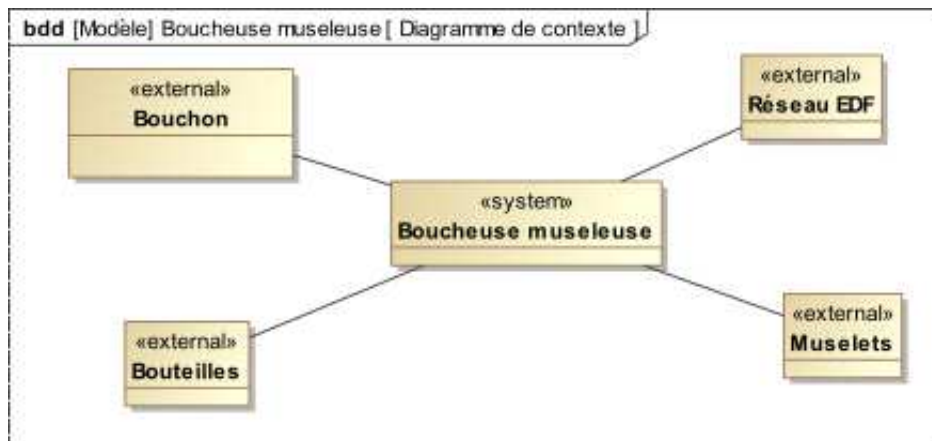 bdd [Modèle] Boucheuse museleuse [ Diagramme de contexte ]
«external»
Bouchon
«external»
Réseau EDF
«system»
Boucheuse museleuse
«external»
Bouteilles
«external»
Muselets